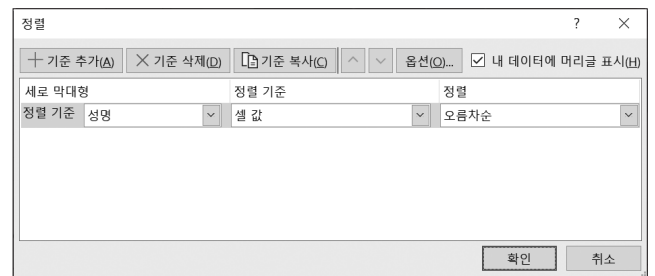 정렬 ?
기준 추가(A) 기준 삭제(D) 기준 복사(C) 옵션(O)... 내 데이터에 머리글 표시(H)
세로 막대형 정렬 기준 정렬
정렬 기준 성명 셀 값 오름차순
확인 취소